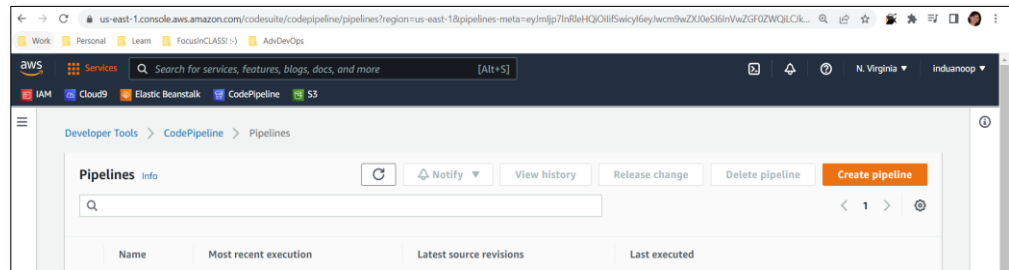 us-east-1.console.aws.amazon.com/codesuite/codepipeline/pipelines?region=us-east-1&pipelines-meta=eyJmIjp7InRleHQiOiIifSwicyI6eyJwcm9wZXJ0eSI6InVwZGF0ZWQiLCJk...
Work Personal Learn FocusInCLASS! :-) AdvDevOps
aws Services Search for services, features, blogs, docs, and more [Alt+S] N. Virginia ▼ induanoop ▼
IAM Cloud9 Elastic Beanstalk CodePipeline S3
Developer Tools > CodePipeline > Pipelines
Pipelines Info Notify ▼ View history Release change Delete pipeline Create pipeline
< 1 >
Name Most recent execution Latest source revisions Last executed